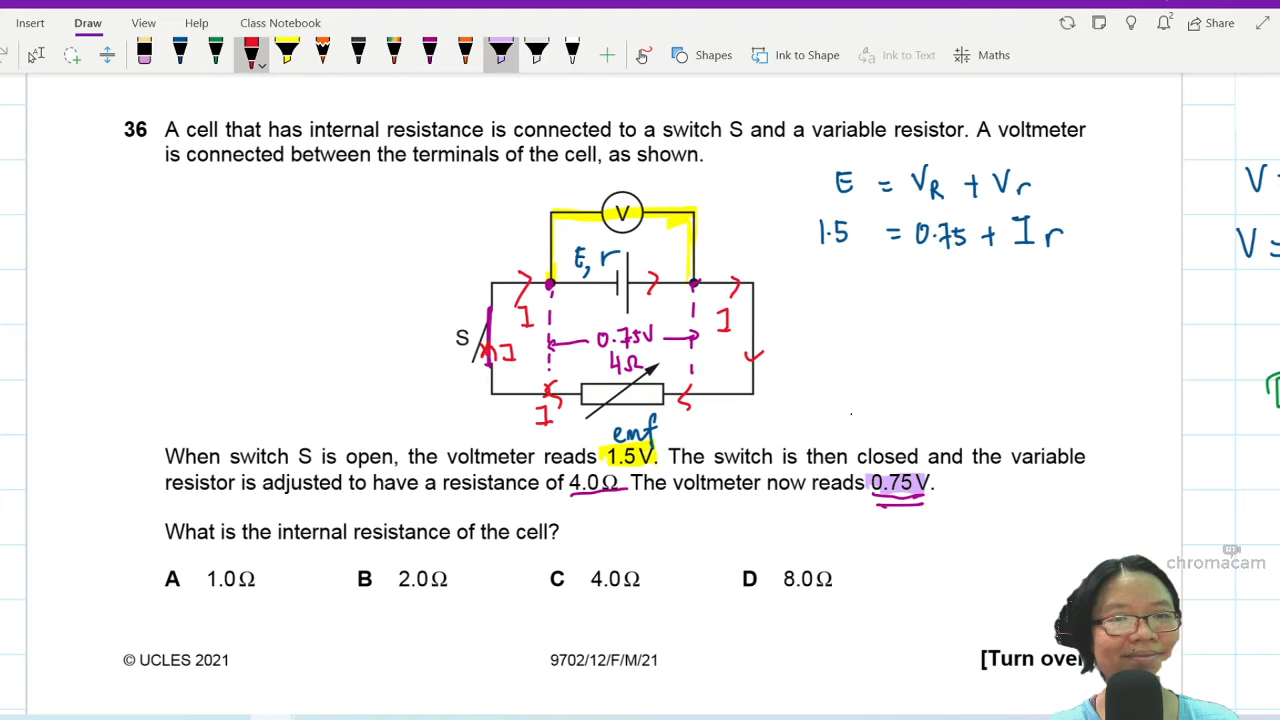 Insert Draw View Help Class Notebook Share
Shapes Ink to Shape Ink to Text Maths
36 A cell that has internal resistance is connected to a switch S and a variable resistor. A voltmeter
is connected between the terminals of the cell, as shown.
E = VR + Vr
1.5 = 0.75 + Ir
V =
V =
V
E, r
I
I
S
I
0.75V
4Ω
I
emf
When switch S is open, the voltmeter reads 1.5 V. The switch is then closed and the variable
resistor is adjusted to have a resistance of 4.0 Ω. The voltmeter now reads 0.75 V.
What is the internal resistance of the cell?
A 1.0 Ω B 2.0 Ω C 4.0 Ω D 8.0 Ω
chromacam
© UCLES 2021 9702/12/F/M/21 [Turn over